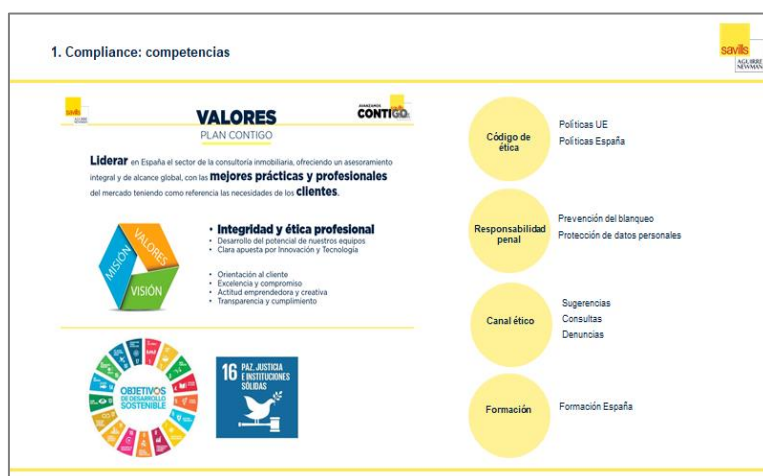 1. Compliance: competencias
savills
AGUIRRE
NEWMAN
savills
VALORES
PLAN CONTIGO
AVANZAMOS
CONTIGO
Liderar en España el sector de la consultoría inmobiliaria, ofreciendo un asesoramiento
integral y de alcance global, con las mejores prácticas y profesionales
del mercado teniendo como referencia las necesidades de los clientes.
MISIÓN
VALORES
VISIÓN
• Integridad y ética profesional
• Desarrollo del potencial de nuestros equipos
• Clara apuesta por Innovación y Tecnología
• Orientación al cliente
• Excelencia y compromiso
• Actitud emprendedora y creativa
• Transparencia y cumplimiento
OBJETIVOS
DE DESARROLLO
SOSTENIBLE
16 PAZ, JUSTICIA
E INSTITUCIONES
SÓLIDAS
Código de
ética
Políticas UE
Políticas España
Responsabilidad
penal
Prevención del blanqueo
Protección de datos personales
Canal ético
Sugerencias
Consultas
Denuncias
Formación
Formación España